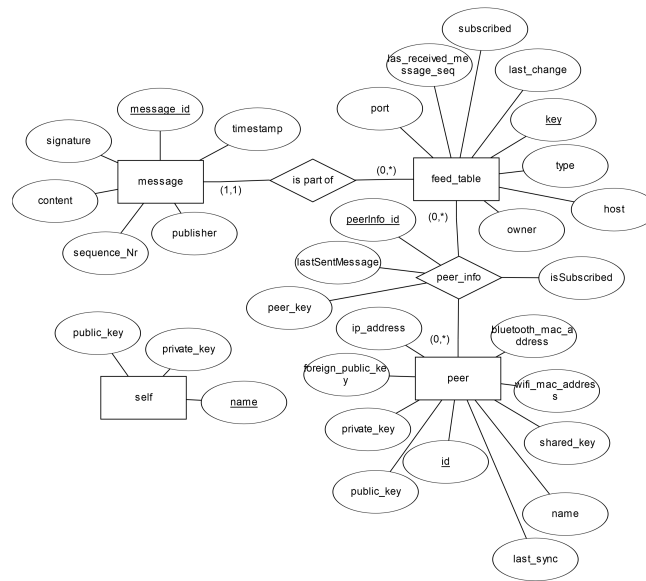 subscribed
las_received_me
ssage_seq
last_change
message_id
port
key
signature
timestamp
type
message
is part of
feed_table
(1,1)
(0,*)
content
host
peerInfo_id
(0,*)
publisher
owner
sequence_Nr
lastSentMessage
peer_info
isSubscribed
peer_key
public_key
ip_address
bluetooth_mac_a
ddress
(0,*)
private_key
foreign_public_ke
y
peer
wifi_mac_addres
s
self
name
private_key
shared_key
id
public_key
name
last_sync